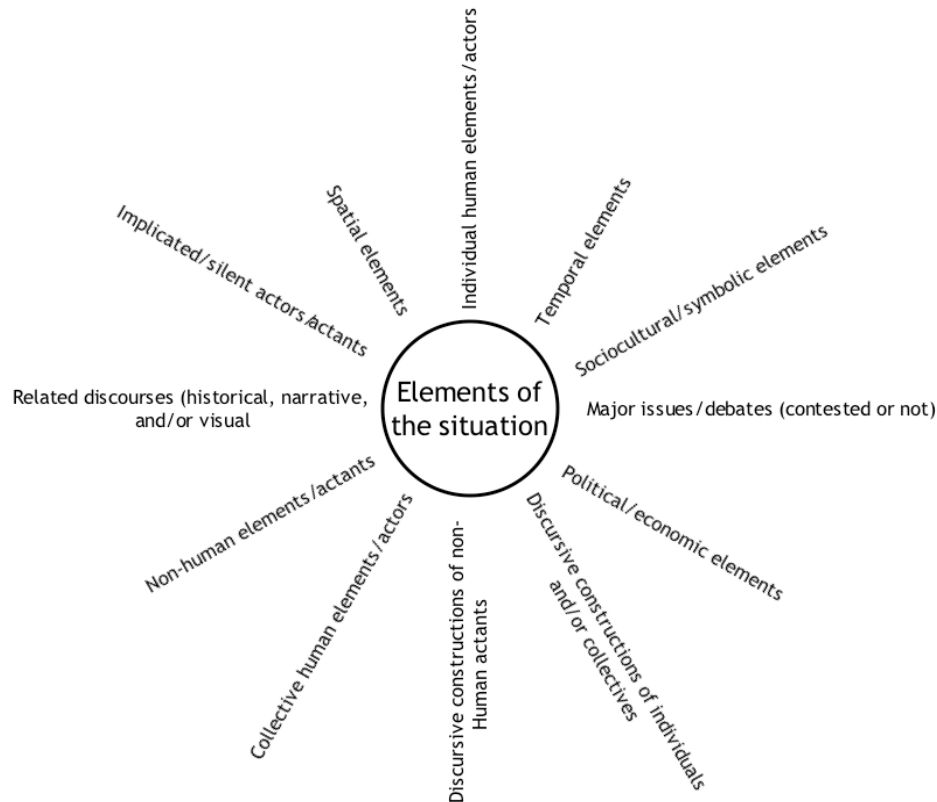 Individual human elements/actors
Temporal elements
Sociocultural/symbolic elements
Major issues/debates (contested or not)
Political/economic elements
Discursive constructions of individuals
and/or collectives
Discursive constructions of non-
Human actants
Collective human elements/actors
Non-human elements/actants
Related discourses (historical, narrative,
and/or visual
Implicated/silent actors/actants
Spatial elements
Elements of
the situation